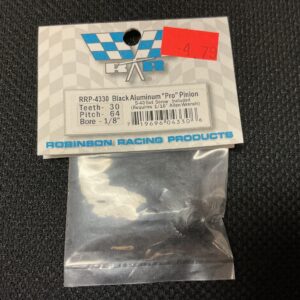 4.79
RRP
RRP-4330 Black Aluminum "Pro" Pinion
Teeth- 30
5-40 Set Screw Included
(Requires 1/16" Allen Wrench)
Pitch- 64
Bore - 1/8"
ROBINSON RACING PRODUCTS